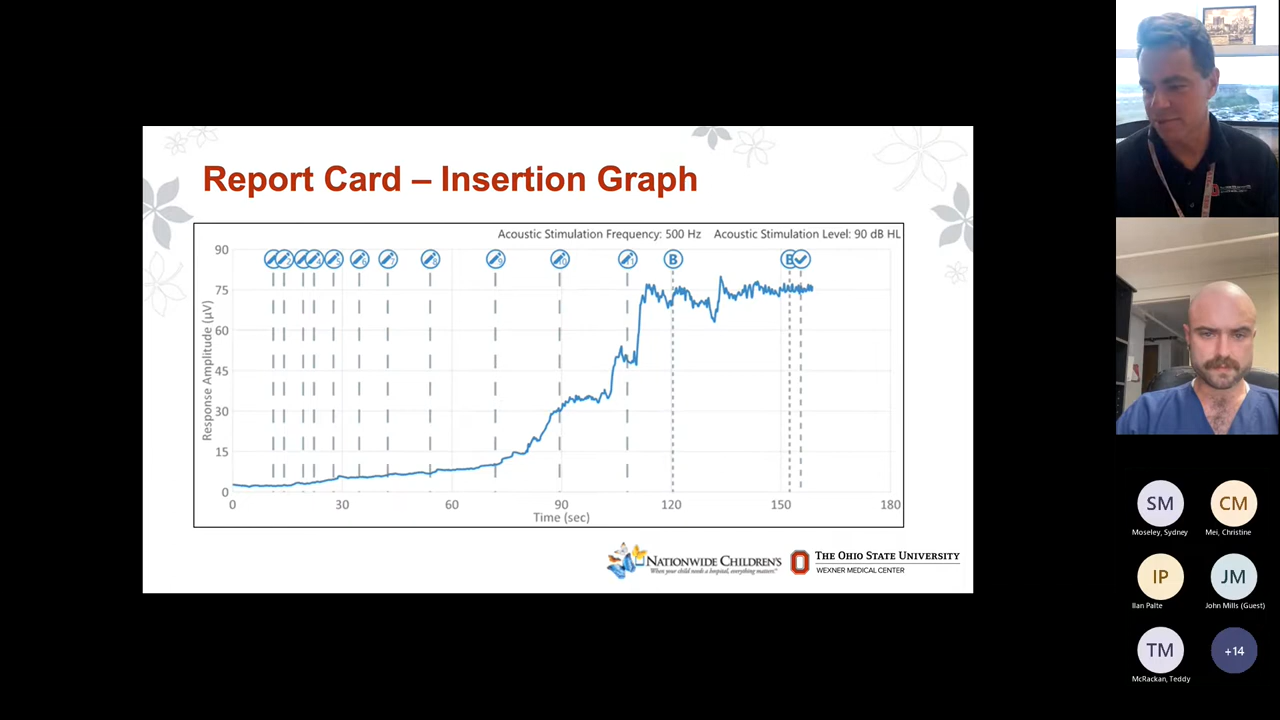 Report Card – Insertion Graph
Acoustic Stimulation Frequency: 500 Hz Acoustic Stimulation Level: 90 dB HL
90
75
60
45
30
15
0
Response Amplitude (µV)
B
0 30 60 90 120 150 180
Time (sec)
NATIONWIDE CHILDREN'S
When your child needs a hospital, everything matters.
THE OHIO STATE UNIVERSITY
WEXNER MEDICAL CENTER
SM
CM
Moseley, Sydney
Mei, Christine
IP
JM
Ilan Palte
John Mills (Guest)
TM
+14
McRackan, Teddy